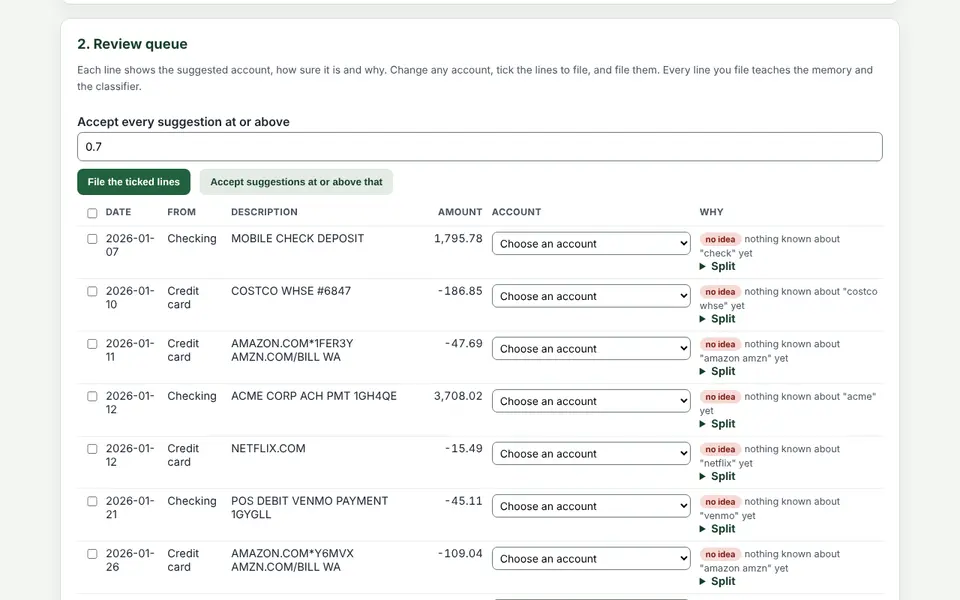 2. Review queue
Each line shows the suggested account, how sure it is and why. Change any account, tick the lines to file, and file them. Every line you file teaches the memory and
the classifier.
Accept every suggestion at or above
0.7
File the ticked lines Accept suggestions at or above that
DATE FROM DESCRIPTION AMOUNT ACCOUNT WHY
2026-01- Checking MOBILE CHECK DEPOSIT 1,795.78 Choose an account no idea nothing known about
07 "check" yet
Split
2026-01- Credit COSTCO WHSE #6847 -186.85 Choose an account no idea nothing known about "costco
10 card whse" yet
Split
2026-01- Credit AMAZON.COM*1FER3Y -47.69 Choose an account no idea nothing known about
11 card AMZN.COM/BILL WA "amazon amzn" yet
Split
2026-01- Checking ACME CORP ACH PMT 1GH4QE 3,708.02 Choose an account no idea nothing known about "acme"
12 yet
Split
2026-01- Credit NETFLIX.COM -15.49 Choose an account no idea nothing known about
12 card "netflix" yet
Split
2026-01- Checking POS DEBIT VENMO PAYMENT -45.11 Choose an account no idea nothing known about
21 1GYGLL "venmo" yet
Split
2026-01- Credit AMAZON.COM*Y6MVX -109.04 Choose an account no idea nothing known about
26 card AMZN.COM/BILL WA "amazon amzn" yet
Split